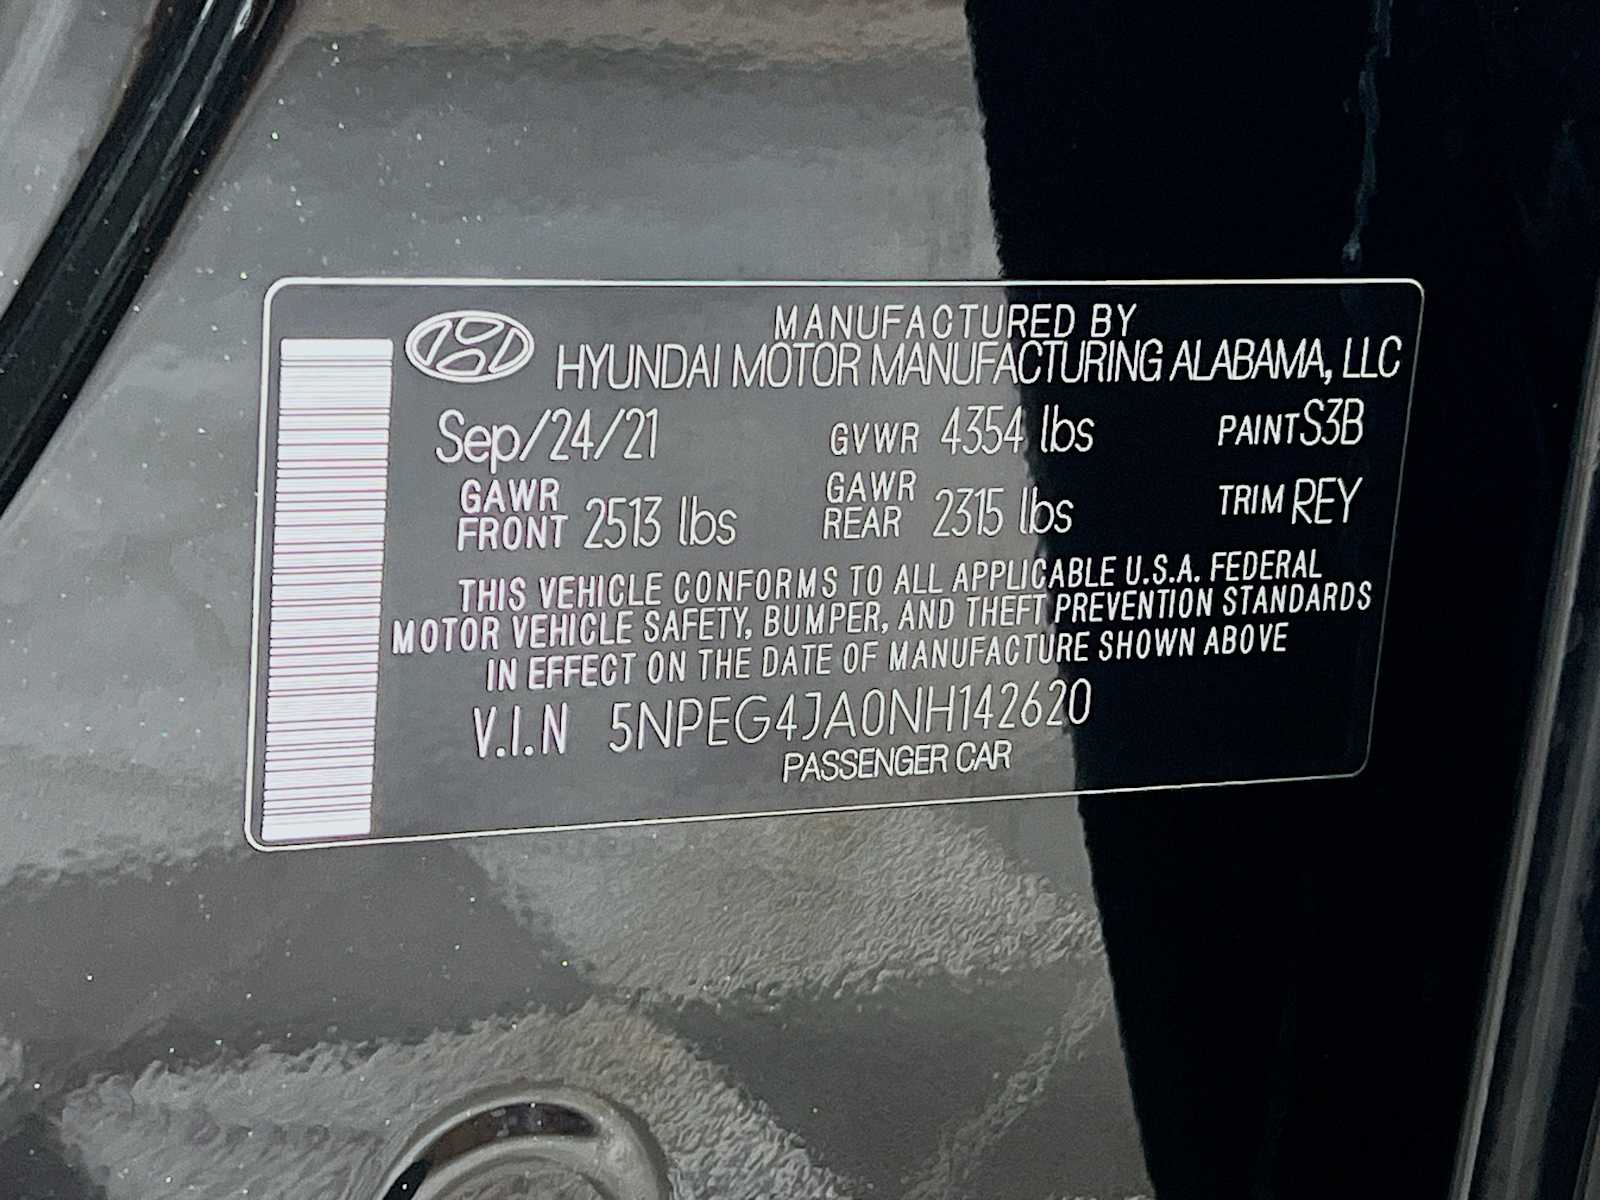 MANUFACTURED BY
HYUNDAI MOTOR MANUFACTURING ALABAMA, LLC
Sep/24/21 GVWR 4354 lbs PAINT S3B
GAWR FRONT 2513 lbs GAWR REAR 2315 lbs TRIM REY
THIS VEHICLE CONFORMS TO ALL APPLICABLE U.S.A. FEDERAL
MOTOR VEHICLE SAFETY, BUMPER, AND THEFT PREVENTION STANDARDS
IN EFFECT ON THE DATE OF MANUFACTURE SHOWN ABOVE
V.I.N 5NPEG4JA0NH142620
PASSENGER CAR